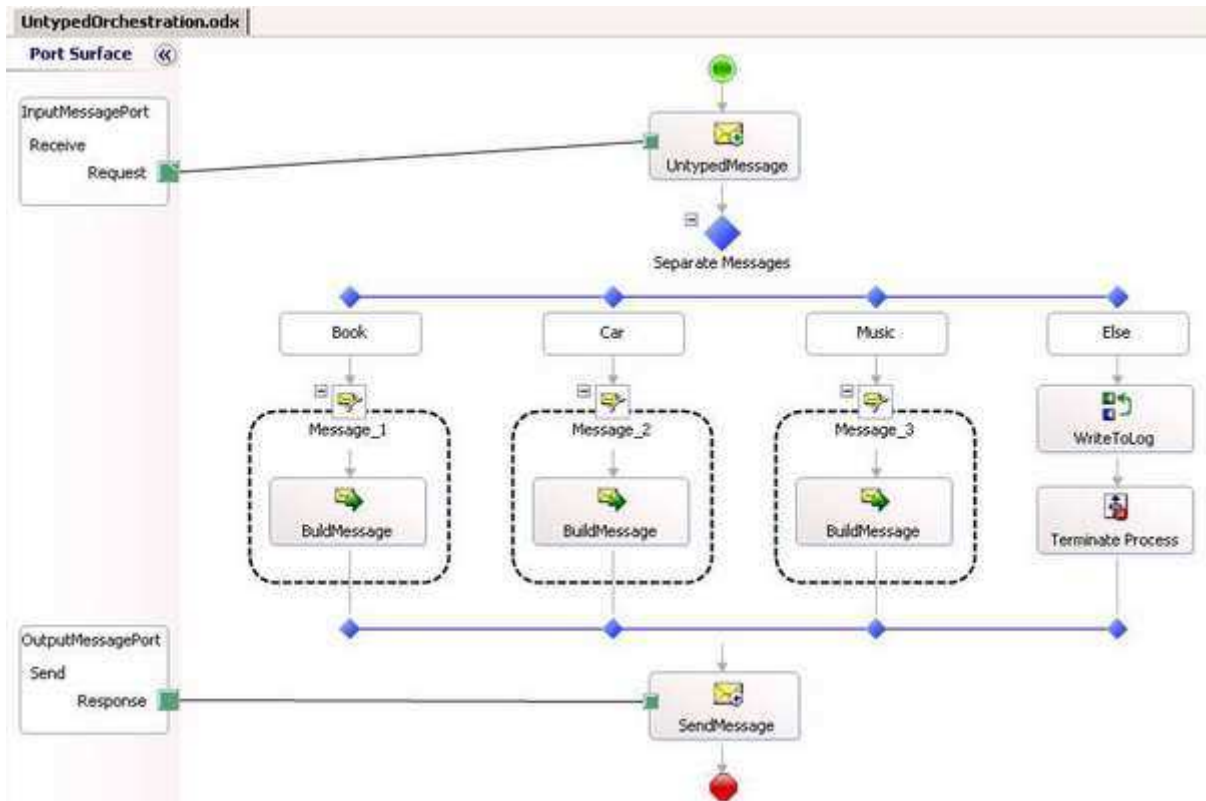 UntypedOrchestration.odx
Port Surface
InputMessagePort
Receive
Request
UntypedMessage
Separate Messages
Book
Car
Music
Else
Message_1
Message_2
Message_3
WriteToLog
BuldMessage
BuildMessage
BuildMessage
Terminate Process
OutputMessagePort
Send
Response
SendMessage